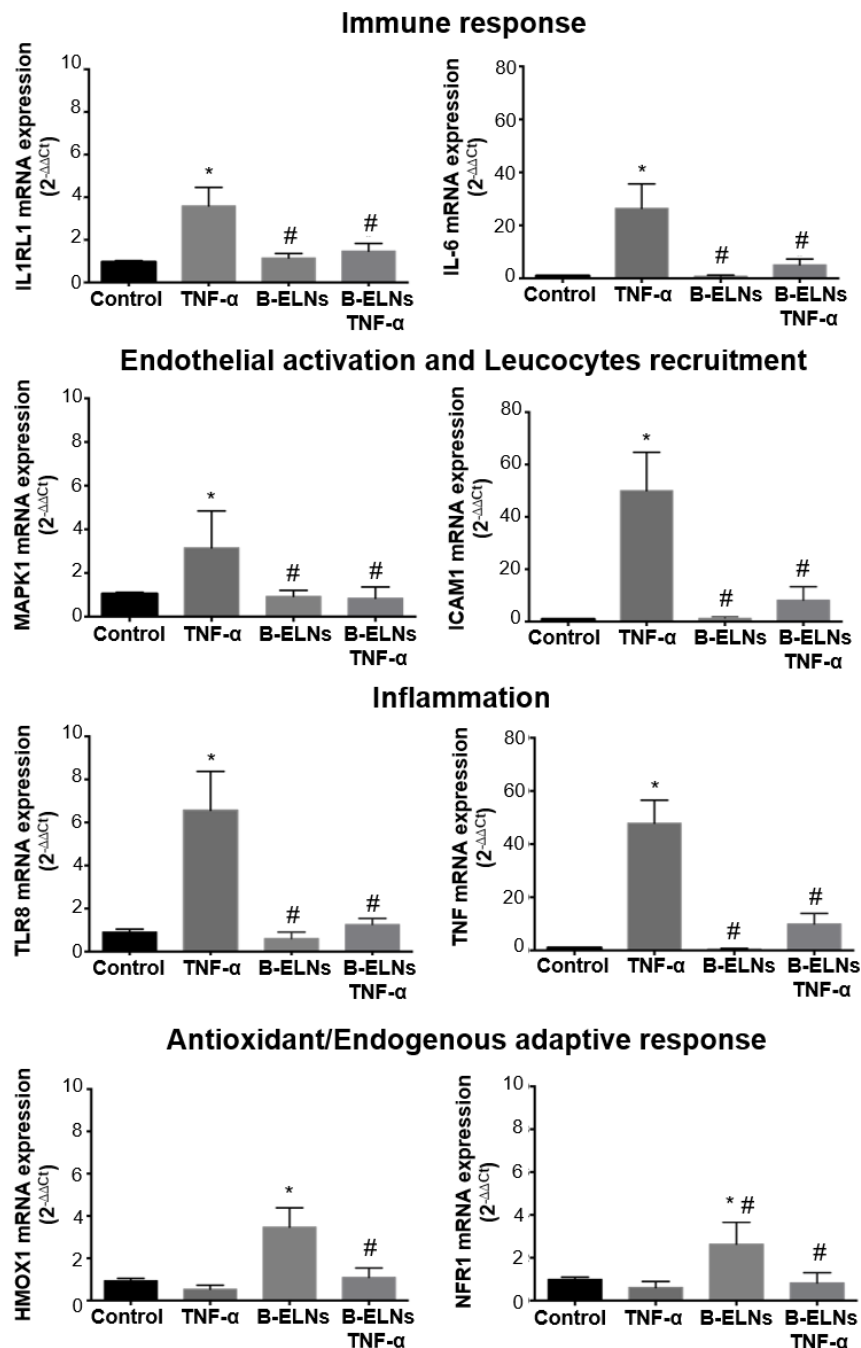 Immune response
IL1RL1 mRNA expression
(2-ΔΔCt)
10
8
6
4
2
0
*
#
#
Control TNF-α B-ELNs B-ELNs
TNF-α
IL-6 mRNA expression
(2-ΔΔCt)
80
60
40
20
0
*
#
#
Control TNF-α B-ELNs B-ELNs
TNF-α
Endothelial activation and Leucocytes recruitment
MAPK1 mRNA expression
(2-ΔΔCt)
10
8
6
4
2
0
*
#
#
Control TNF-α B-ELNs B-ELNs
TNF-α
ICAM1 mRNA expression
(2-ΔΔCt)
80
60
40
20
0
*
#
#
Control TNF-α B-ELNs B-ELNs
TNF-α
Inflammation
TLR8 mRNA expression
(2-ΔΔCt)
10
8
6
4
2
0
*
#
#
Control TNF-α B-ELNs B-ELNs
TNF-α
TNF mRNA expression
(2-ΔΔCt)
80
60
40
20
0
*
#
#
Control TNF-α B-ELNs B-ELNs
TNF-α
Antioxidant/Endogenous adaptive response
HMOX1 mRNA expression
(2-ΔΔCt)
10
8
6
4
2
0
*
#
Control TNF-α B-ELNs B-ELNs
TNF-α
NFR1 mRNA expression
(2-ΔΔCt)
10
8
6
4
2
0
* #
#
Control TNF-α B-ELNs B-ELNs
TNF-α